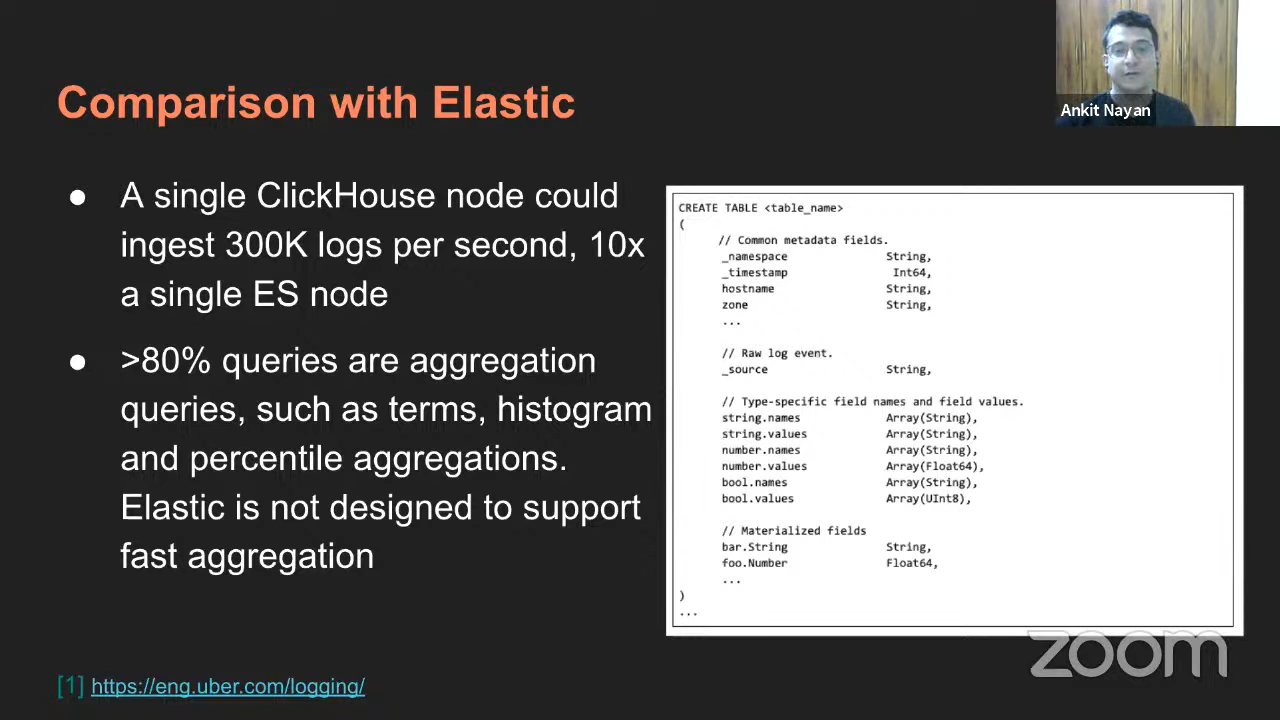 Comparison with Elastic
Ankit Nayan
● A single ClickHouse node could
ingest 300K logs per second, 10x
a single ES node
● >80% queries are aggregation
queries, such as terms, histogram
and percentile aggregations.
Elastic is not designed to support
fast aggregation
CREATE TABLE <table_name>
(
// Common metadata fields.
_namespace String,
_timestamp Int64,
hostname String,
zone String,
...
// Raw log event.
_source String,
// Type-specific field names and field values.
string.names Array(String),
string.values Array(String),
number.names Array(String),
number.values Array(Float64),
bool.names Array(String),
bool.values Array(UInt8),
// Materialized fields
bar.String String,
foo.Number Float64,
...
)
...
[1] https://eng.uber.com/logging/
zoom